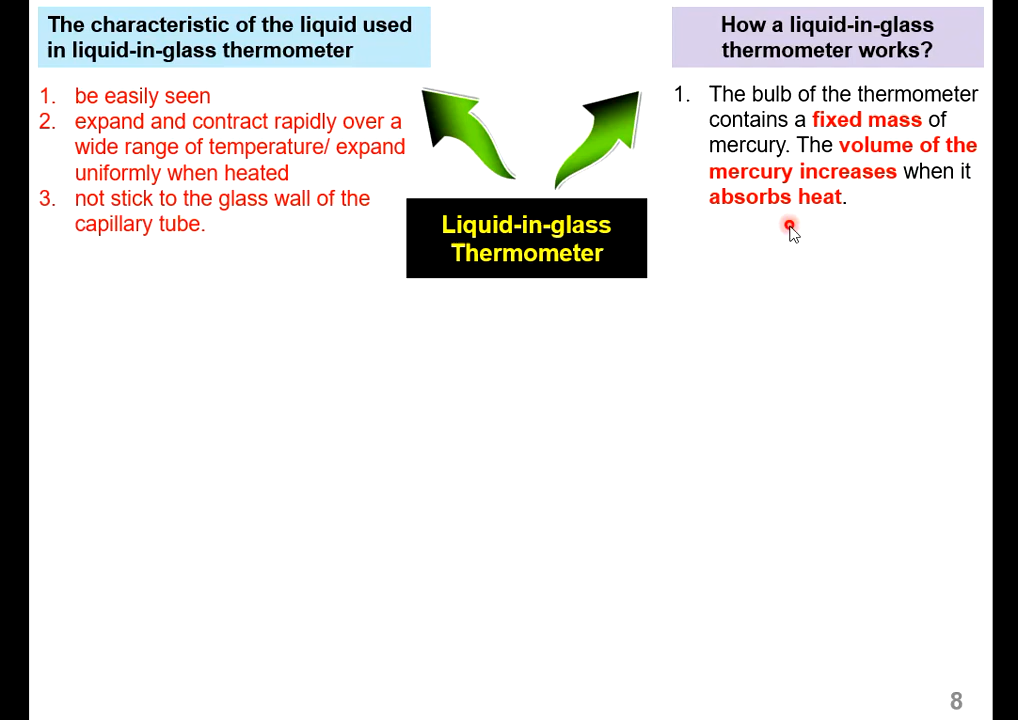 The characteristic of the liquid used
in liquid-in-glass thermometer
1. be easily seen
2. expand and contract rapidly over a
wide range of temperature/ expand
uniformly when heated
3. not stick to the glass wall of the
capillary tube.
Liquid-in-glass
Thermometer
How a liquid-in-glass
thermometer works?
1. The bulb of the thermometer
contains a fixed mass of
mercury. The volume of the
mercury increases when it
absorbs heat.
8